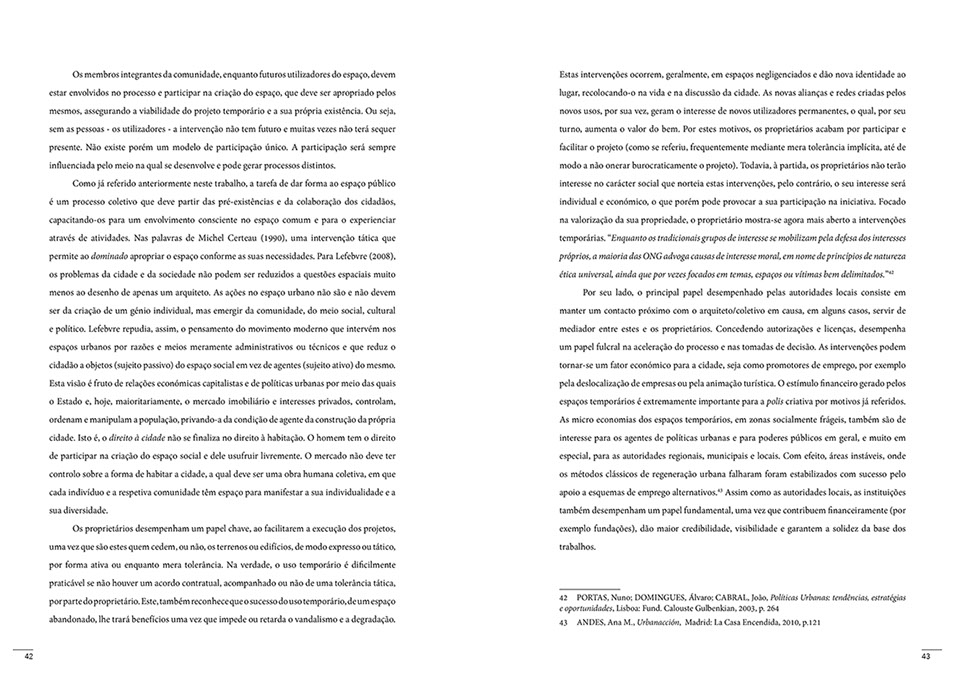 Os membros integrantes da comunidade, enquanto futuros utilizadores do espaço, devem
estar envolvidos no processo e participar na criação do espaço, que deve ser apropriado pelos
mesmos, assegurando a viabilidade do projeto temporário e a sua própria existência. Ou seja,
sem as pessoas - os utilizadores - a intervenção não tem futuro e muitas vezes não terá sequer
presente. Não existe porém um modelo de participação único. A participação será sempre
influenciada pelo meio na qual se desenvolve e pode gerar processos distintos.
Como já referido anteriormente neste trabalho, a tarefa de dar forma ao espaço público
é um processo coletivo que deve partir das pré-existências e da colaboração dos cidadãos,
capacitando-os para um envolvimento consciente no espaço comum e para o experienciar
através de atividades. Nas palavras de Michel Certeau (1990), uma intervenção tática que
permite ao dominado apropriar o espaço conforme as suas necessidades. Para Lefebvre (2008),
os problemas da cidade e da sociedade não podem ser reduzidos a questões espaciais muito
menos ao desenho de apenas um arquiteto. As ações no espaço urbano não são e não devem
ser da criação de um génio individual, mas emergir da comunidade, do meio social, cultural
e político. Lefebvre repudia, assim, o pensamento do movimento moderno que intervém nos
espaços urbanos por razões e meios meramente administrativos ou técnicos e que reduz o
cidadão a objetos (sujeito passivo) do espaço social em vez de agentes (sujeito ativo) do mesmo.
Esta visão é fruto de relações económicas capitalistas e de políticas urbanas por meio das quais
o Estado e, hoje, maioritariamente, o mercado imobiliário e interesses privados, controlam,
ordenam e manipulam a população, privando-a da condição de agente da construção da própria
cidade. Isto é, o direito à cidade não se finaliza no direito à habitação. O homem tem o direito
de participar na criação do espaço social e dele usufruir livremente. O mercado não deve ter
controlo sobre a forma de habitar a cidade, a qual deve ser uma obra humana coletiva, em que
cada indivíduo e a respetiva comunidade têm espaço para manifestar a sua individualidade e a
sua diversidade.
Os proprietários desempenham um papel chave, ao facilitarem a execução dos projetos,
uma vez que são estes quem cedem, ou não, os terrenos ou edifícios, de modo expresso ou tático,
por forma ativa ou enquanto mera tolerância. Na verdade, o uso temporário é dificilmente
praticável se não houver um acordo contratual, acompanhado ou não de uma tolerância tática,
por parte do proprietário. Este, também reconhece que o sucesso do uso temporário, de um espaço
abandonado, lhe trará benefícios uma vez que impede ou retarda o vandalismo e a degradação.
42
Estas intervenções ocorrem, geralmente, em espaços negligenciados e dão nova identidade ao
lugar, recolocando-o na vida e na discussão da cidade. As novas alianças e redes criadas pelos
novos usos, por sua vez, geram o interesse de novos utilizadores permanentes, o qual, por seu
turno, aumenta o valor do bem. Por estes motivos, os proprietários acabam por participar e
facilitar o projeto (como se referiu, frequentemente mediante mera tolerância implícita, até de
modo a não onerar burocraticamente o projeto). Todavia, à partida, os proprietários não terão
interesse no carácter social que norteia estas intervenções, pelo contrário, o seu interesse será
individual e económico, o que porém pode provocar a sua participação na iniciativa. Focado
na valorização da sua propriedade, o proprietário mostra-se agora mais aberto a intervenções
temporárias. “Enquanto os tradicionais grupos de interesse se mobilizam pela defesa dos interesses
próprios, a maioria das ONG advoga causas de interesse moral, em nome de princípios de natureza
ética universal, ainda que por vezes focados em temas, espaços ou vítimas bem delimitados.”42
Por seu lado, o principal papel desempenhado pelas autoridades locais consiste em
manter um contacto próximo com o arquiteto/coletivo em causa, em alguns casos, servir de
mediador entre estes e os proprietários. Concedendo autorizações e licenças, desempenha
um papel fulcral na aceleração do processo e nas tomadas de decisão. As intervenções podem
tornar-se um fator económico para a cidade, seja como promotores de emprego, por exemplo
pela deslocalização de empresas ou pela animação turística. O estímulo financeiro gerado pelos
espaços temporários é extremamente importante para a polis criativa por motivos já referidos.
As micro economias dos espaços temporários, em zonas socialmente frágeis, também são de
interesse para os agentes de políticas urbanas e para poderes públicos em geral, e muito em
especial, para as autoridades regionais, municipais e locais. Com efeito, áreas instáveis, onde
os métodos clássicos de regeneração urbana falharam foram estabilizados com sucesso pelo
apoio a esquemas de emprego alternativos.43 Assim como as autoridades locais, as instituições
também desempenham um papel fundamental, uma vez que contribuem financeiramente (por
exemplo fundações), dão maior credibilidade, visibilidade e garantem a solidez da base dos
trabalhos.
42 PORTAS, Nuno; DOMINGUES, Álvaro; CABRAL, João, Políticas Urbanas: tendências, estratégias
e oportunidades, Lisboa: Fund. Calouste Gulbenkian, 2003, p. 264
43 ANDES, Ana M., Urbanacción, Madrid: La Casa Encendida, 2010, p.121
43